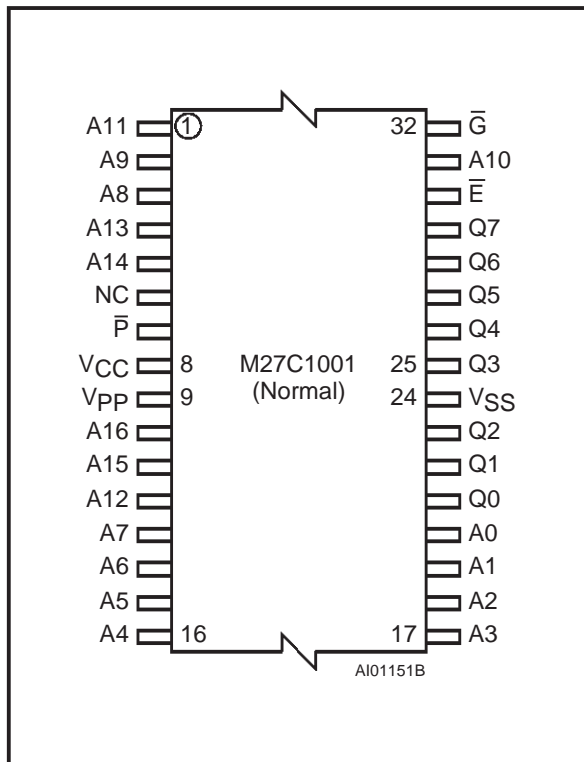 A11 1 32 G̅
A9 A10
A8 E̅
A13 Q7
A14 Q6
NC Q5
P̅ Q4
VCC 8 M27C1001 25 Q3
VPP 9 (Normal) 24 VSS
A16 Q2
A15 Q1
A12 Q0
A7 A0
A6 A1
A5 A2
A4 16 17 A3
AI01151B